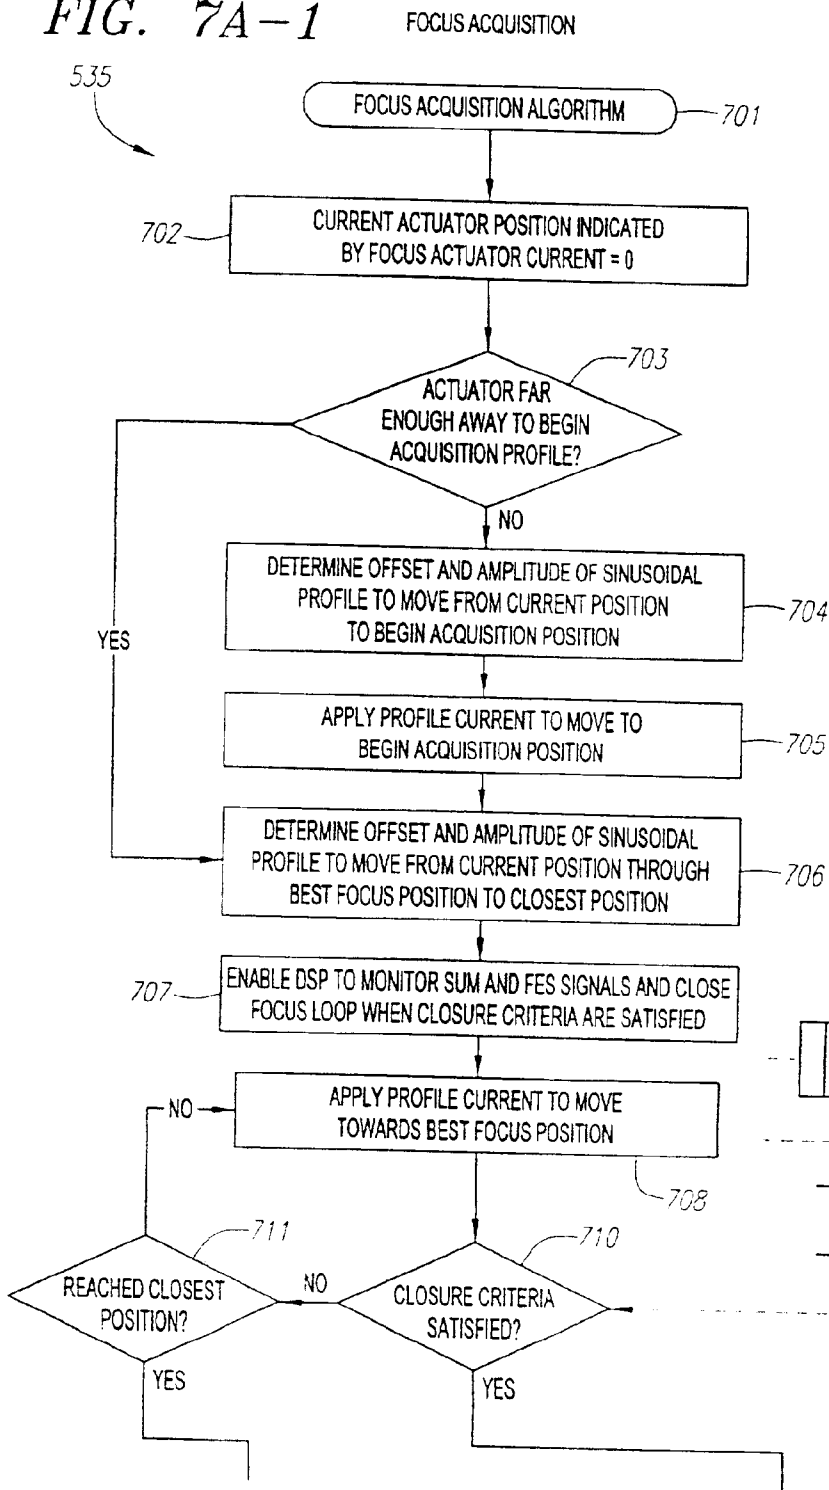 FIG. 7A-1
FOCUS ACQUISITION
535
FOCUS ACQUISITION ALGORITHM
701
CURRENT ACTUATOR POSITION INDICATED
BY FOCUS ACTUATOR CURRENT = 0
702
703
ACTUATOR FAR
ENOUGH AWAY TO BEGIN
ACQUISITION PROFILE?
NO
YES
DETERMINE OFFSET AND AMPLITUDE OF SINUSOIDAL
PROFILE TO MOVE FROM CURRENT POSITION
TO BEGIN ACQUISITION POSITION
704
APPLY PROFILE CURRENT TO MOVE TO
BEGIN ACQUISITION POSITION
705
DETERMINE OFFSET AND AMPLITUDE OF SINUSOIDAL
PROFILE TO MOVE FROM CURRENT POSITION THROUGH
BEST FOCUS POSITION TO CLOSEST POSITION
706
707
ENABLE DSP TO MONITOR SUM AND FES SIGNALS AND CLOSE
FOCUS LOOP WHEN CLOSURE CRITERIA ARE SATISFIED
NO
APPLY PROFILE CURRENT TO MOVE
TOWARDS BEST FOCUS POSITION
708
711
710
REACHED CLOSEST
POSITION?
NO
CLOSURE CRITERIA
SATISFIED?
YES
YES